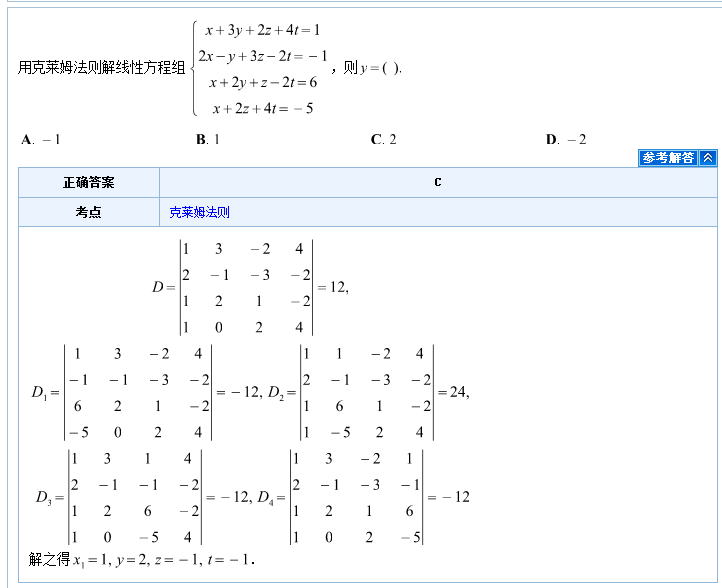 用克莱姆法则解线性方程组 { x+3y+2z+4t=1
2x−y+3z−2t=−1
x+2y+z−2t=6
x+2z+4t=−5 ,则y=( ).
A. −1 B. 1 C. 2 D. −2
参考解答
正确答案 C
考点 克莱姆法则
D= |1 3 −2 4|
|2 −1 −3 −2|
|1 2 1 −2|
|1 0 2 4| =12,
D₁= |1 3 −2 4|
|−1 −1 −3 −2|
|6 2 1 −2|
|−5 0 2 4| =−12, D₂= |1 1 −2 4|
|2 −1 −3 −2|
|1 6 1 −2|
|1 −5 2 4| =24,
D₃= |1 3 1 4|
|2 −1 −1 −2|
|1 2 6 −2|
|1 0 −5 4| =−12, D₄= |1 3 −2 1|
|2 −1 −3 −1|
|1 2 1 6|
|1 0 2 −5| =−12
解之得x₁=1, y=2, z=−1, t=−1.